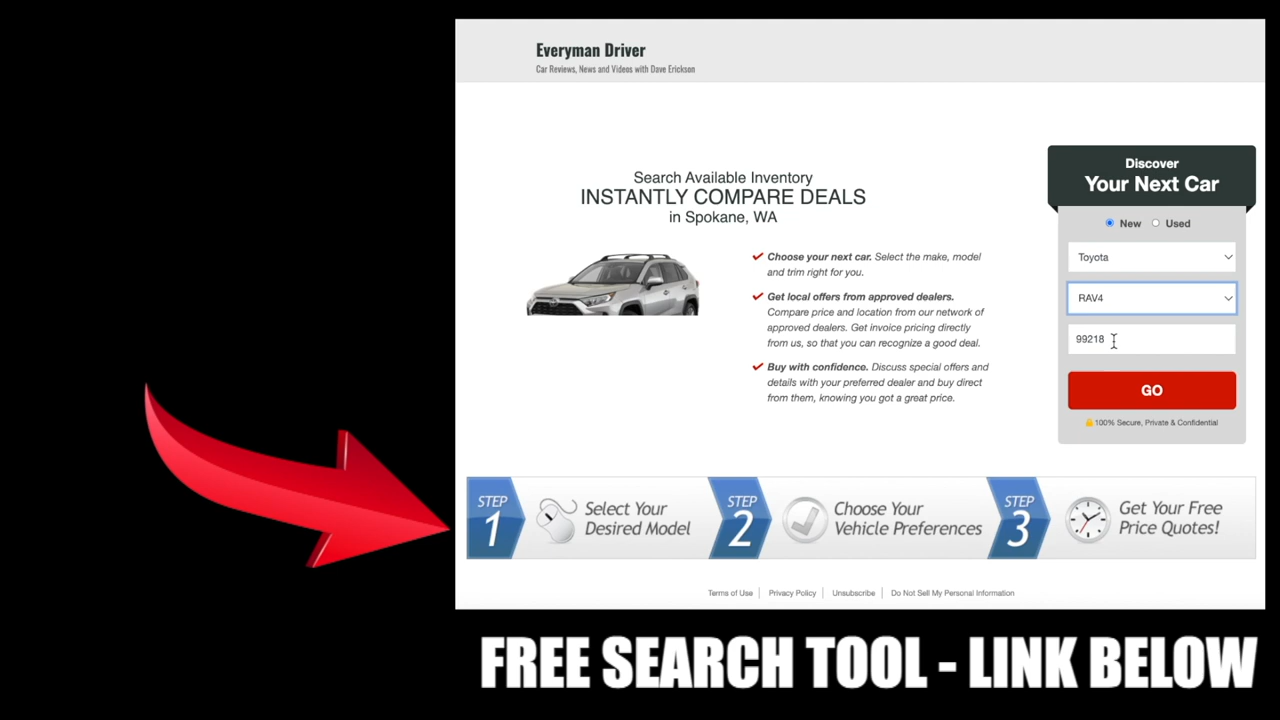 Everyman Driver
Car Reviews, News and Videos with Dave Erickson
Search Available Inventory
INSTANTLY COMPARE DEALS
in Spokane, WA
Choose your next car. Select the make, model
and trim right for you.
Get local offers from approved dealers.
Compare price and location from our network of
approved dealers. Get invoice pricing directly
from us, so that you can recognize a good deal.
Buy with confidence. Discuss special offers and
details with your preferred dealer and buy direct
from them, knowing you got a great price.
Discover
Your Next Car
New Used
Toyota
RAV4
99218
GO
100% Secure, Private & Confidential
STEP
1
Select Your
Desired Model
STEP
2
Choose Your
Vehicle Preferences
STEP
3
Get Your Free
Price Quotes!
Terms of Use | Privacy Policy | Unsubscribe | Do Not Sell My Personal Information
FREE SEARCH TOOL - LINK BELOW